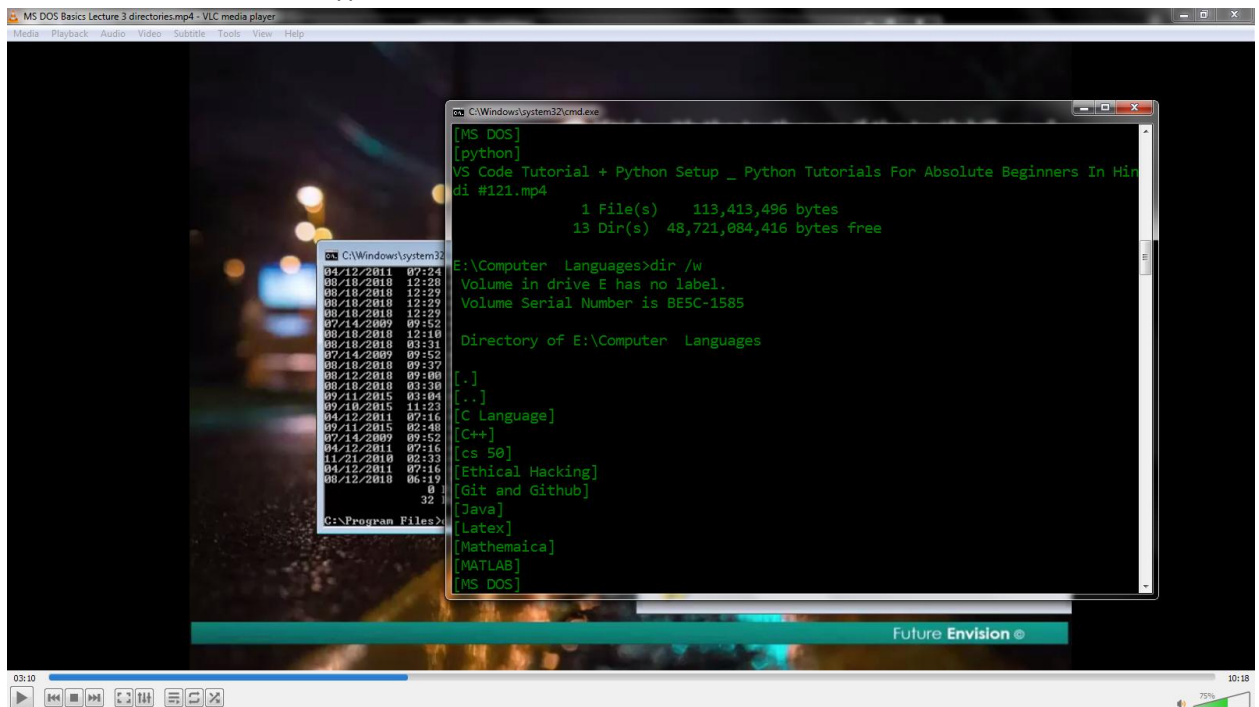 MS DOS Basics Lecture 3 directories.mp4 - VLC media player
Media Playback Audio Video Subtitle Tools View Help
C:\Windows\system32\cmd.exe
[MS DOS]
[python]
VS Code Tutorial + Python Setup _ Python Tutorials For Absolute Beginners In Hin
di #121.mp4
1 File(s) 113,413,496 bytes
13 Dir(s) 48,721,084,416 bytes free
E:\Computer Languages>dir /w
Volume in drive E has no label.
Volume Serial Number is BE5C-1585
Directory of E:\Computer Languages
[.]
[..]
[C Language]
[C++]
[cs 50]
[Ethical Hacking]
[Git and Github]
[Java]
[Latex]
[Mathemaica]
[MATLAB]
[MS DOS]
C:\Windows\system32
04/12/2011 07:24
08/18/2018 12:28
08/18/2018 12:29
08/18/2018 12:29
08/18/2018 12:29
07/14/2009 09:52
08/18/2018 12:10
08/18/2018 03:31
07/14/2009 09:52
08/18/2018 09:37
08/12/2018 09:00
08/18/2018 03:30
09/11/2015 03:04
09/10/2015 11:23
04/12/2011 07:16
09/11/2015 02:48
07/14/2009 09:52
04/12/2011 07:16
11/21/2010 02:33
04/12/2011 07:16
08/12/2018 06:19
0
32
C:\Program Files>
Future Envision ©
03:10
10:18
75%